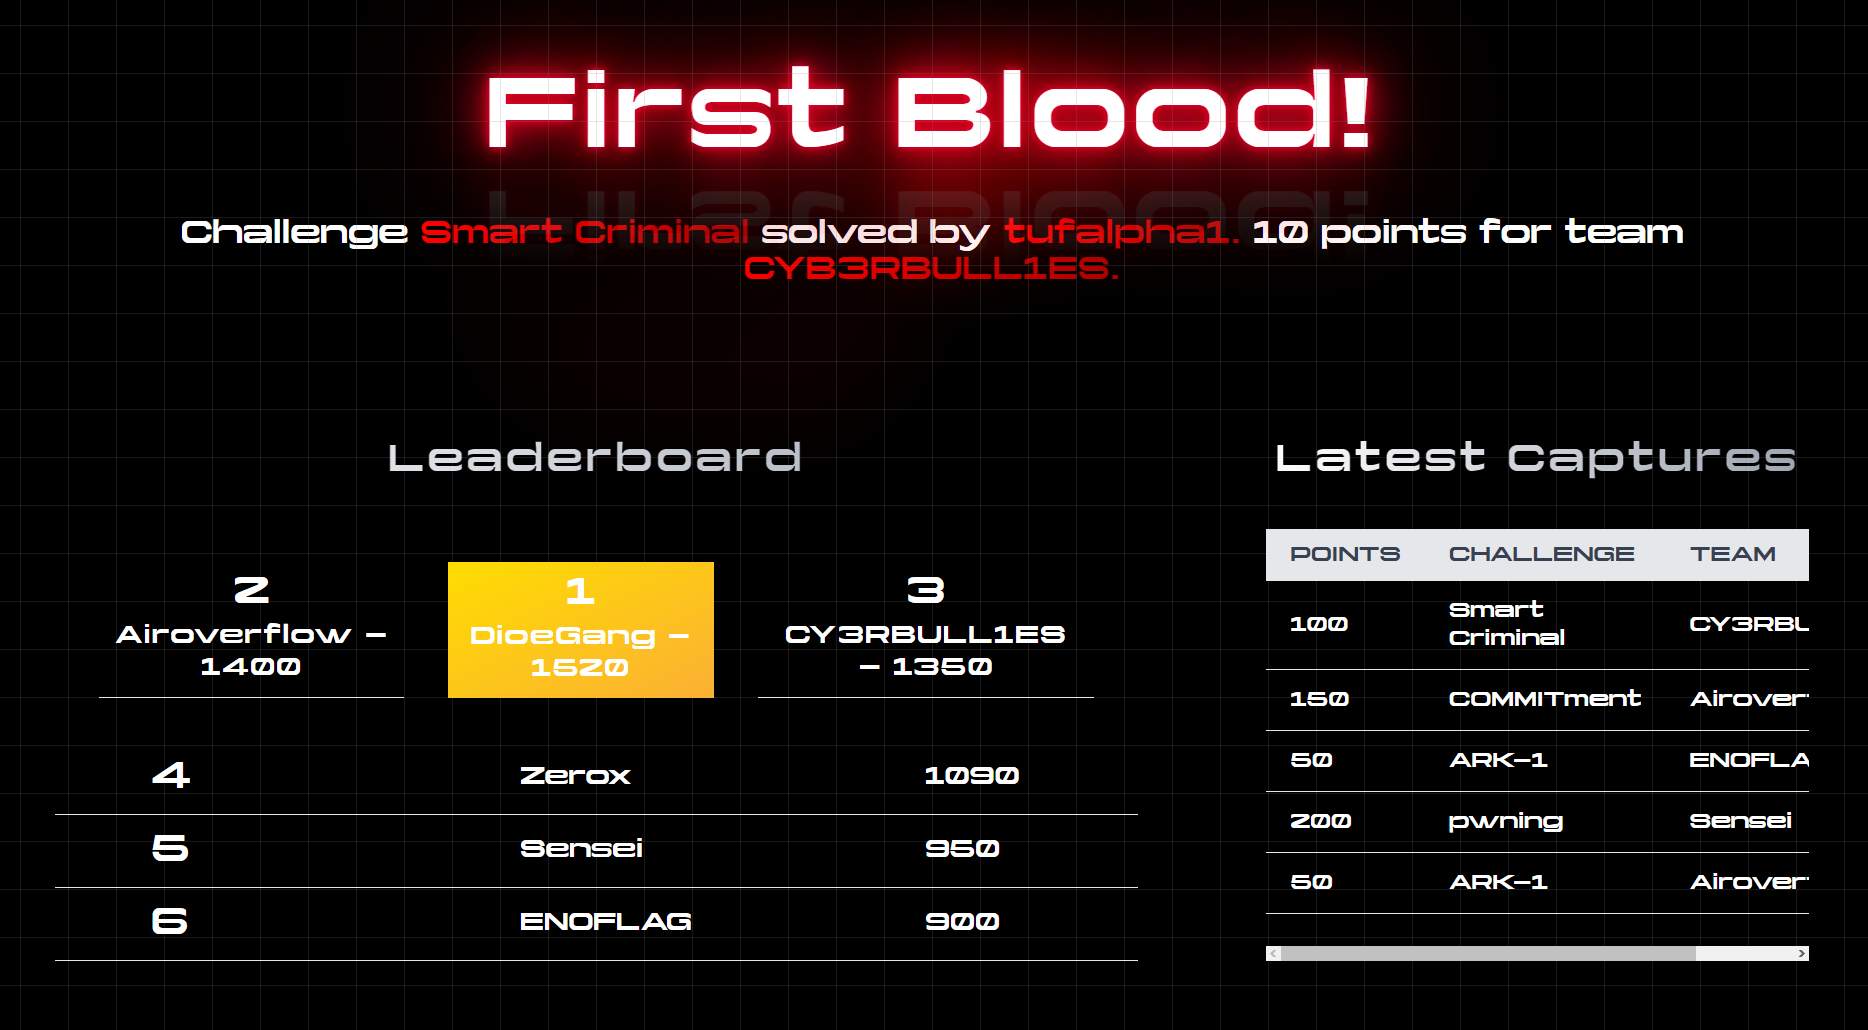 First Blood!
Challenge Smart Criminal solved by tufalpha1. 10 points for team
CYB3RBULL1ES.
Leaderboard
2
Airoverflow -
1400
1
DiceGang -
1520
3
CY3RBULL1ES
- 1350
4 Zerox 1090
5 Sensei 950
6 ENOFLAG 900
Latest Captures
POINTS CHALLENGE TEAM
100 Smart
Criminal CY3RBU
150 COMMITment Airover
50 ARK-1 ENOFLA
200 pwning Sensei
50 ARK-1 Airover